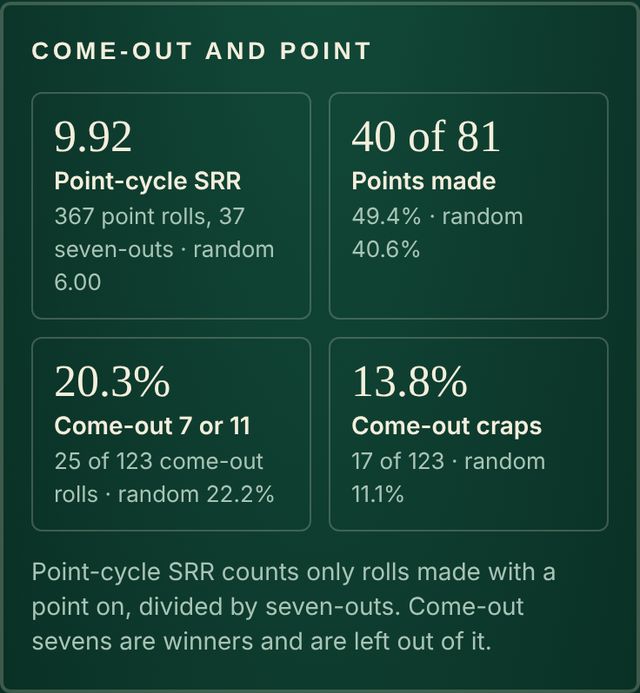 COME-OUT AND POINT
9.92
Point-cycle SRR
367 point rolls, 37
seven-outs · random
6.00
40 of 81
Points made
49.4% · random
40.6%
20.3%
Come-out 7 or 11
25 of 123 come-out
rolls · random 22.2%
13.8%
Come-out craps
17 of 123 · random
11.1%
Point-cycle SRR counts only rolls made with a
point on, divided by seven-outs. Come-out
sevens are winners and are left out of it.